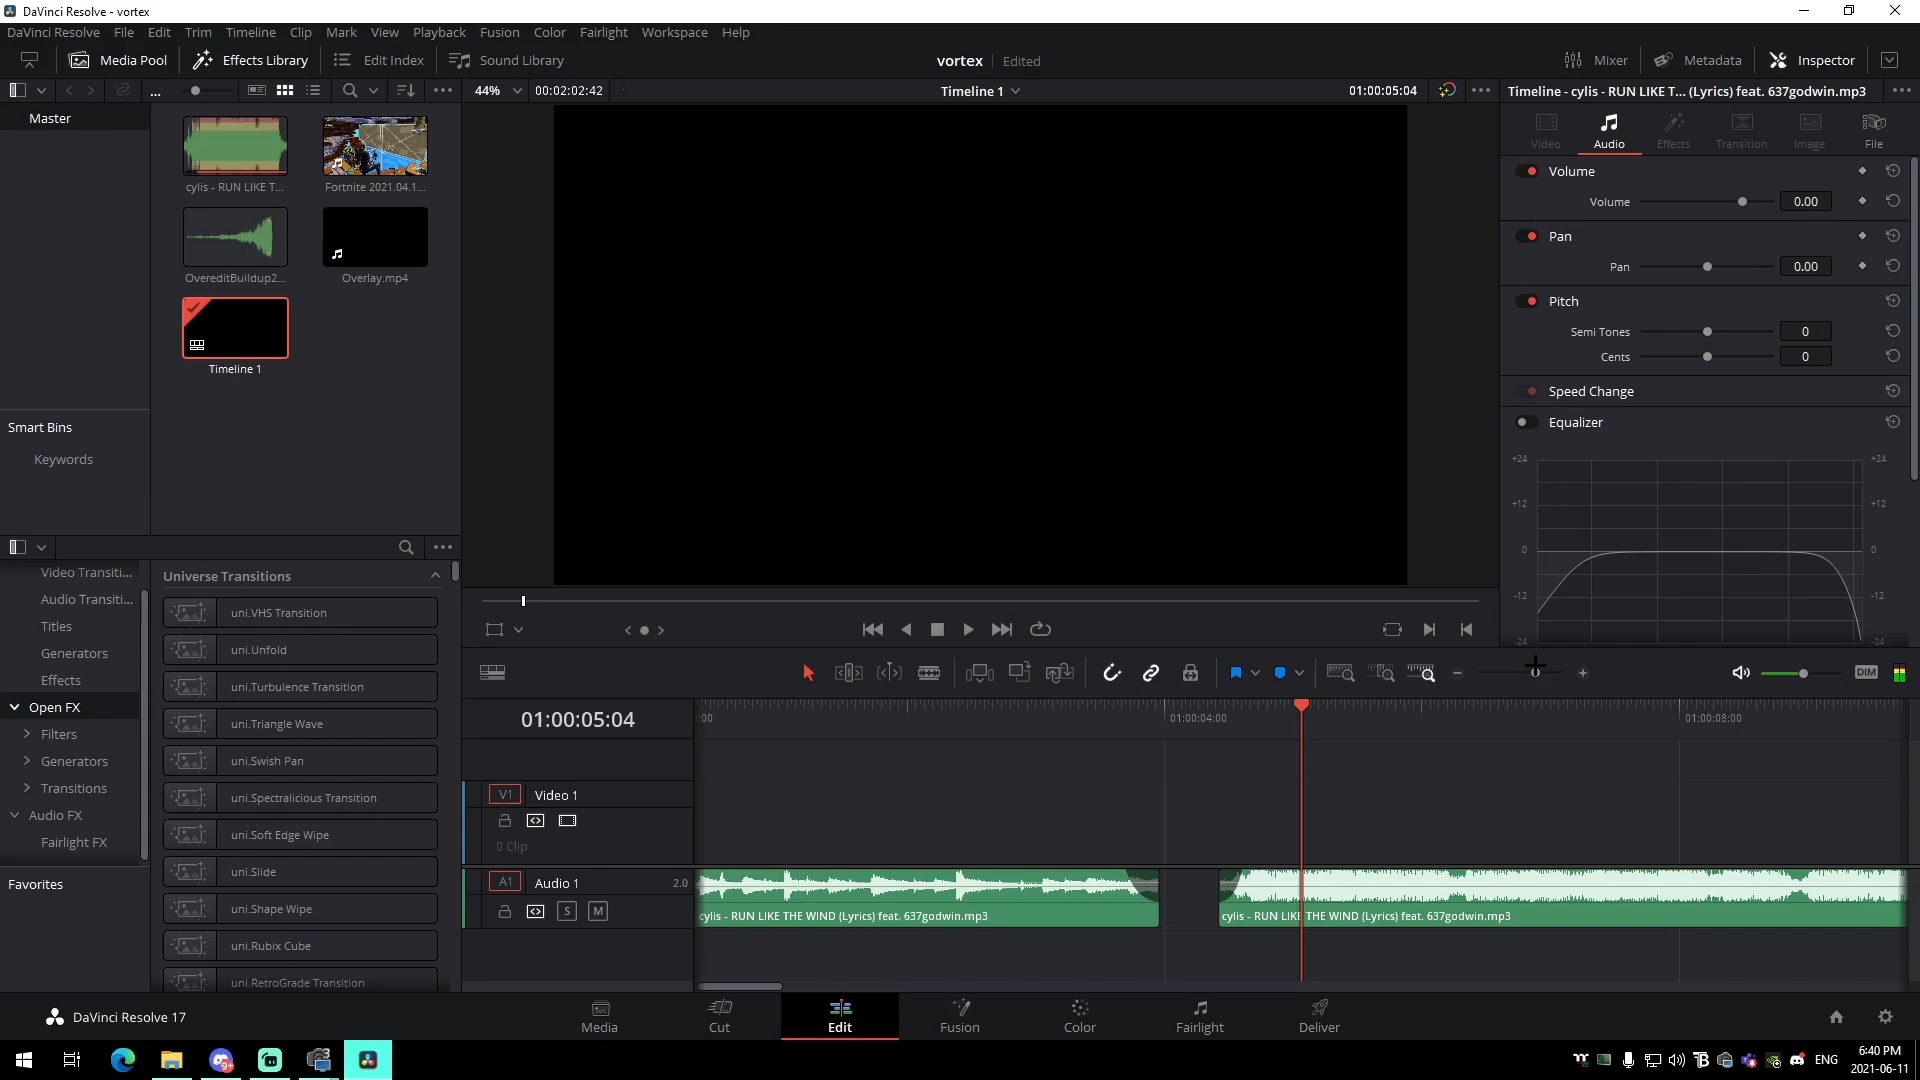 DaVinci Resolve - vortex
DaVinci Resolve File Edit Trim Timeline Clip Mark View Playback Fusion Color Fairlight Workspace Help
Media Pool Effects Library Edit Index Sound Library vortex Edited Mixer Metadata Inspector
... 44% 00:02:02:42 Timeline 1 01:00:05:04 Timeline - cylis - RUN LIKE T... (Lyrics) feat. 637godwin.mp3
Master
cylis - RUN LIKE T...
Fortnite 2021.04.1...
OvereditBuildup2...
Overlay.mp4
Timeline 1
Smart Bins
Keywords
Video Audio Effects Transition Image File
Volume
Volume 0.00
Pan
Pan 0.00
Pitch
Semi Tones 0
Cents 0
Speed Change
Equalizer
+24 +24
+12 +12
0 0
-12 -12
-24 -24
Video Transiti...
Audio Transiti...
Titles
Generators
Effects
Open FX
Filters
Generators
Transitions
Audio FX
Fairlight FX
Favorites
Universe Transitions
uni.VHS Transition
uni.Unfold
uni.Turbulence Transition
uni.Triangle Wave
uni.Swish Pan
uni.Spectralicious Transition
uni.Soft Edge Wipe
uni.Slide
uni.Shape Wipe
uni.Rubix Cube
uni.RetroGrade Transition
DIM
01:00:05:04
:00 01:00:04:00 01:00:08:00
V1 Video 1
0 Clip
A1 Audio 1 2.0
S M
cylis - RUN LIKE THE WIND (Lyrics) feat. 637godwin.mp3
cylis - RUN LIKE THE WIND (Lyrics) feat. 637godwin.mp3
DaVinci Resolve 17
Media Cut Edit Fusion Color Fairlight Deliver
9+
3
ENG
6:40 PM
2021-06-11